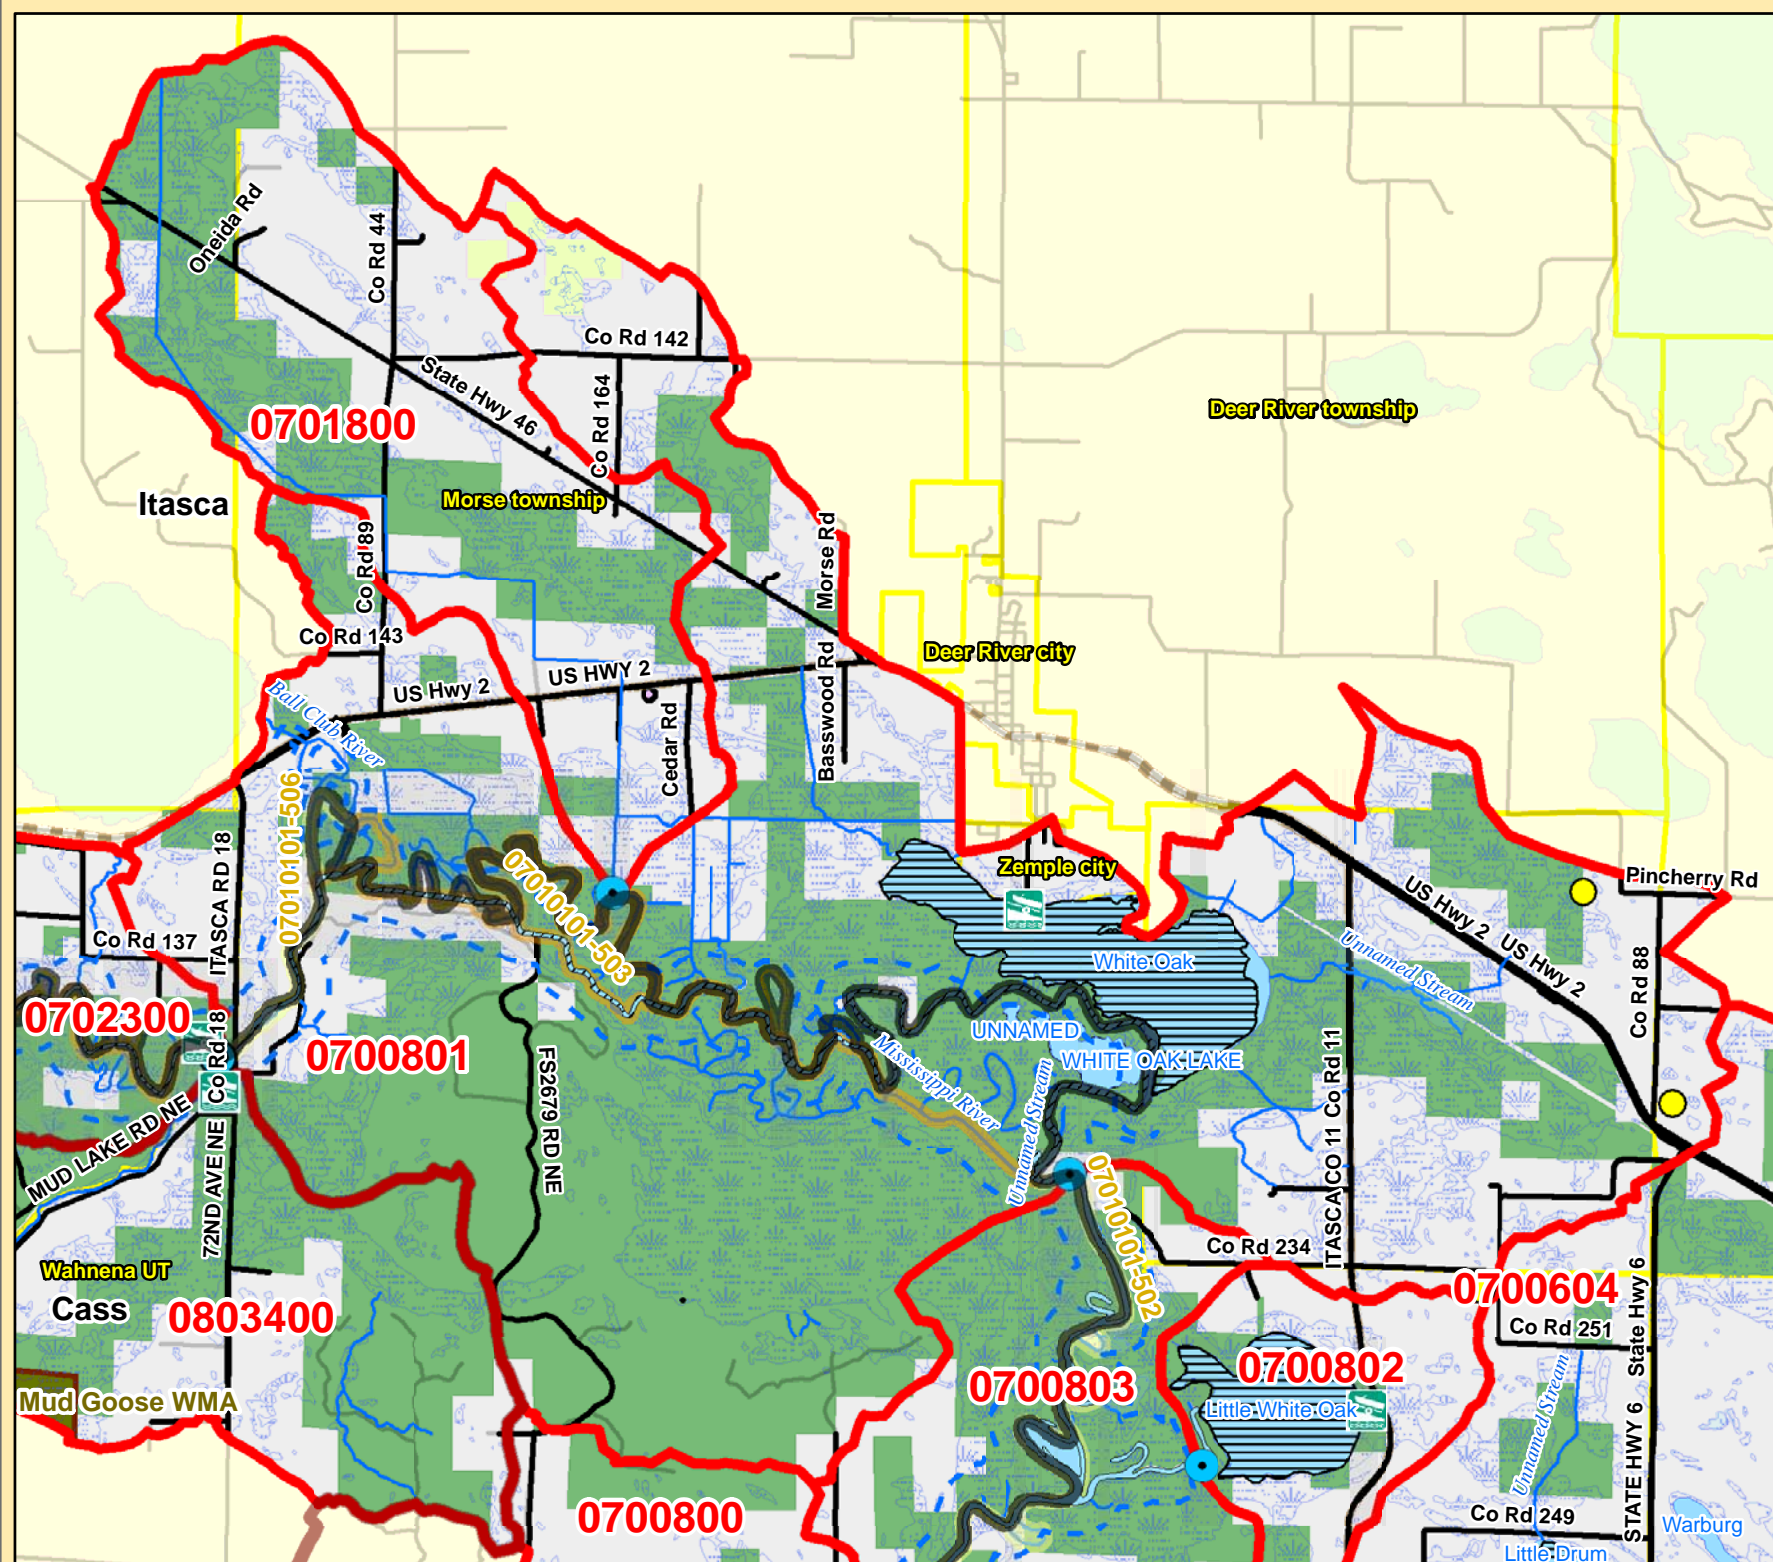 Oneida Rd
Co Rd 44
Co Rd 142
State Hwy 46
Co Rd 164
Deer River township
0701800
Itasca
Morse township
Co Rd 89
Morse Rd
Co Rd 143
Deer River city
US Hwy 2
US HWY 2
Basswood Rd
Ball Club River
Cedar Rd
07010101-506
ITASCA RD 18
07010101-503
Zemple city
Pincherry Rd
US Hwy 2
US Hwy 2
Co Rd 137
White Oak
Unnamed Stream
Co Rd 88
0702300
Co Rd 18
0700801
UNNAMED
WHITE OAK LAKE
Mississippi River
Unnamed Stream
FS2679 RD NE
Co Rd 11
ITASCA CO 11
MUD LAKE RD NE
72ND AVE NE
07010101-502
Co Rd 234
Wahnena UT
Cass
0803400
0700604
Co Rd 251
State Hwy 6
0700803
0700802
Little White Oak
Mud Goose WMA
Unnamed Stream
STATE HWY 6
0700800
Co Rd 249
Warburg
Little Drum